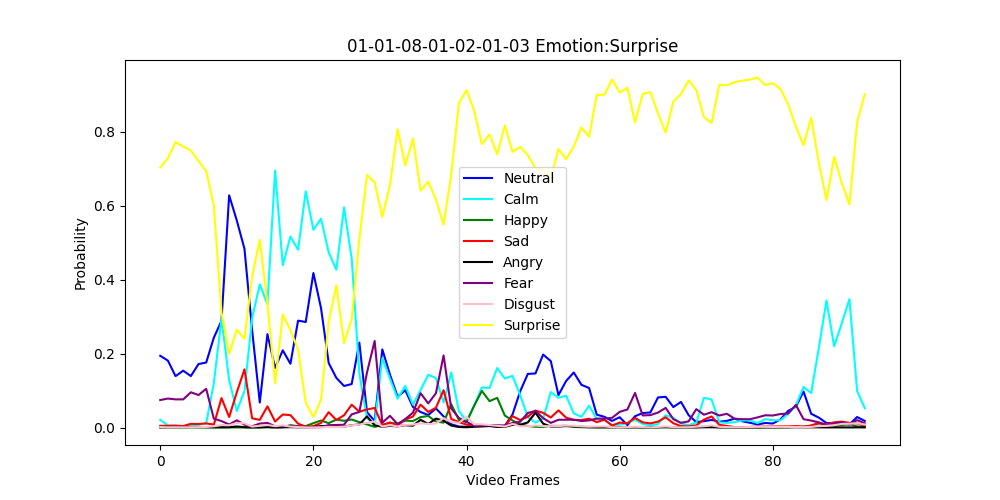 01-01-08-01-02-01-03 Emotion:Surprise
Probability
0.8
0.6
0.4
0.2
0.0
Neutral
Calm
Happy
Sad
Angry
Fear
Disgust
Surprise
0
20
40
60
80
Video Frames